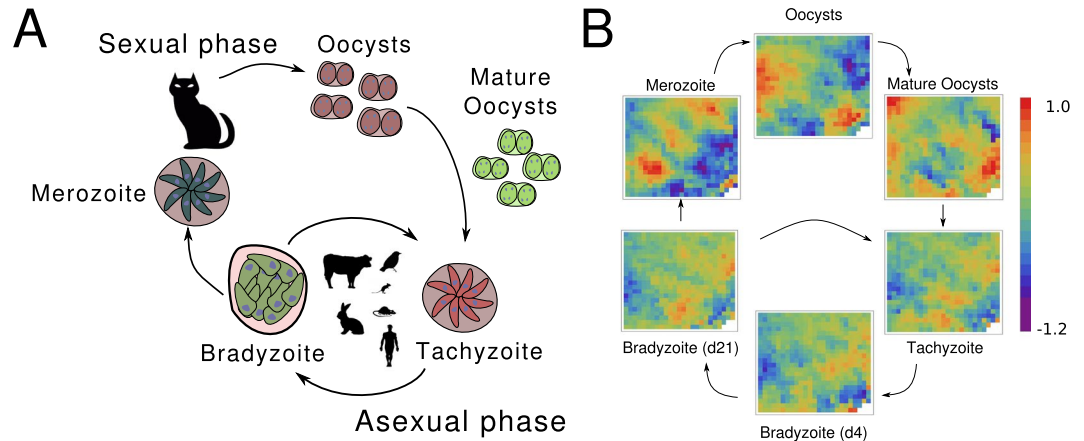 A
Sexual phase
Oocysts
Mature
Oocysts
Merozoite
Bradyzoite
Tachyzoite
Asexual phase
B
Oocysts
Merozoite
Mature Oocysts
1.0
-1.2
Bradyzoite (d21)
Tachyzoite
Bradyzoite (d4)